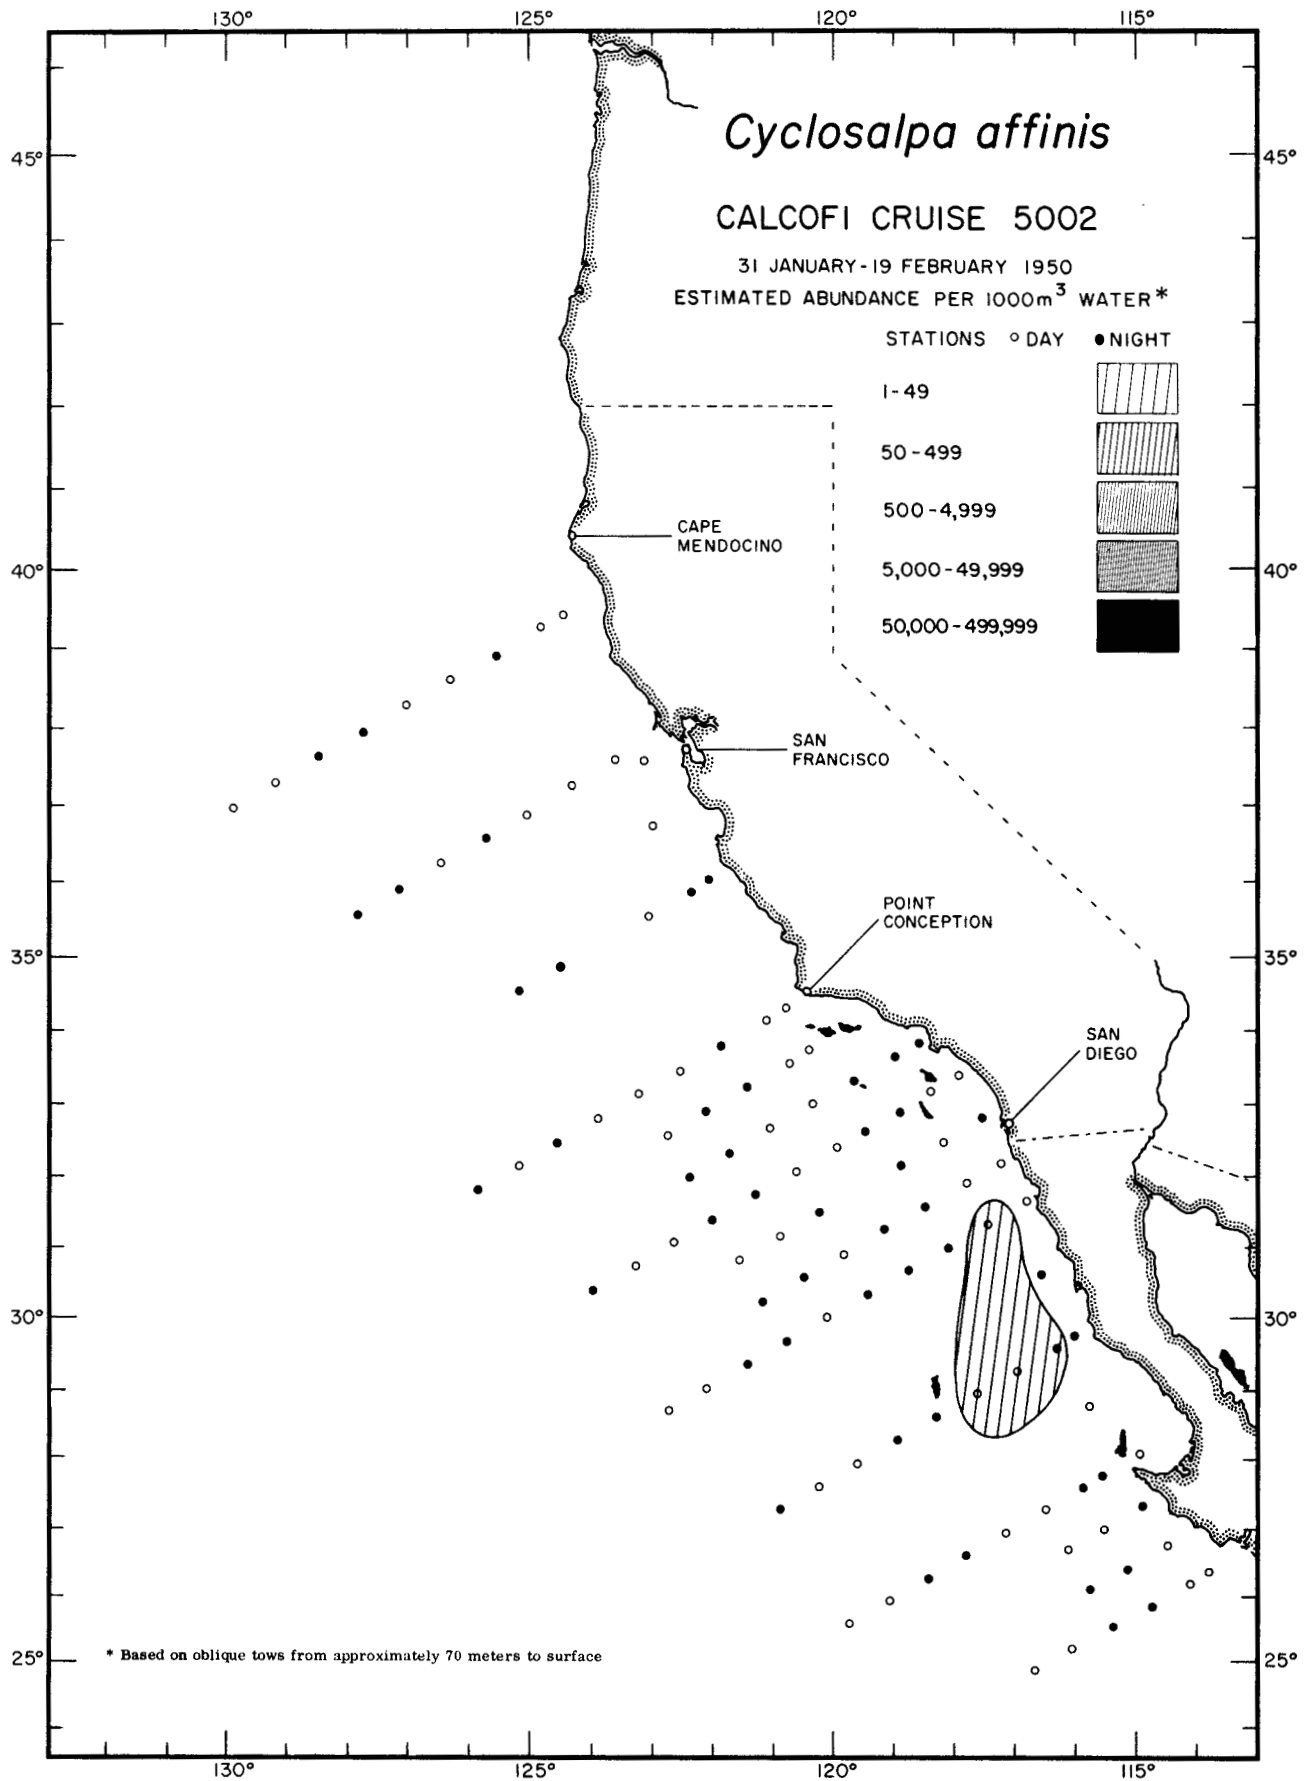 130° 125° 120° 115°
Cyclosalpa affinis
45° 45°
CALCOFI CRUISE 5002
31 JANUARY-19 FEBRUARY 1950
ESTIMATED ABUNDANCE PER 1000m³ WATER*
STATIONS ○ DAY ● NIGHT
1-49
50-499
500-4,999
CAPE
MENDOCINO
40° 5,000-49,999 40°
50,000-499,999
SAN
FRANCISCO
POINT
CONCEPTION
35° 35°
SAN
DIEGO
30° 30°
* Based on oblique tows from approximately 70 meters to surface
25° 25°
130° 125° 120° 115°